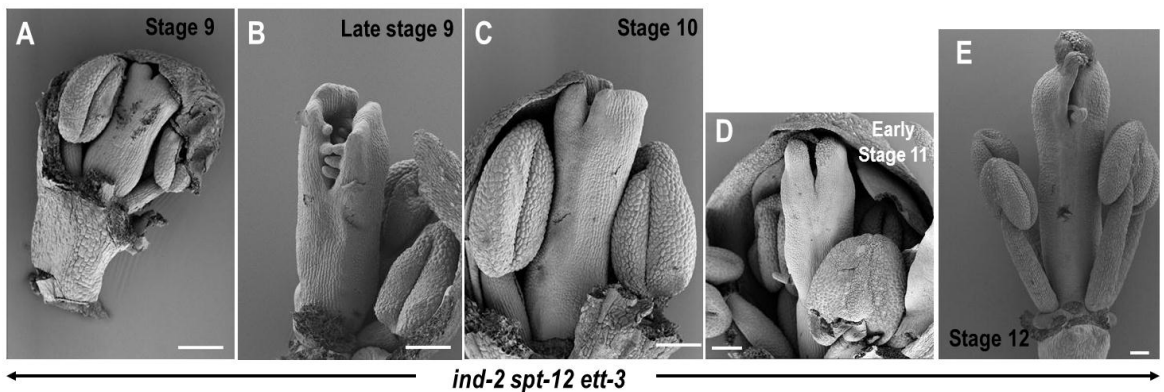 A
Stage 9
B
Late stage 9
C
Stage 10
D
Early
Stage 11
E
Stage 12
ind-2 spt-12 ett-3